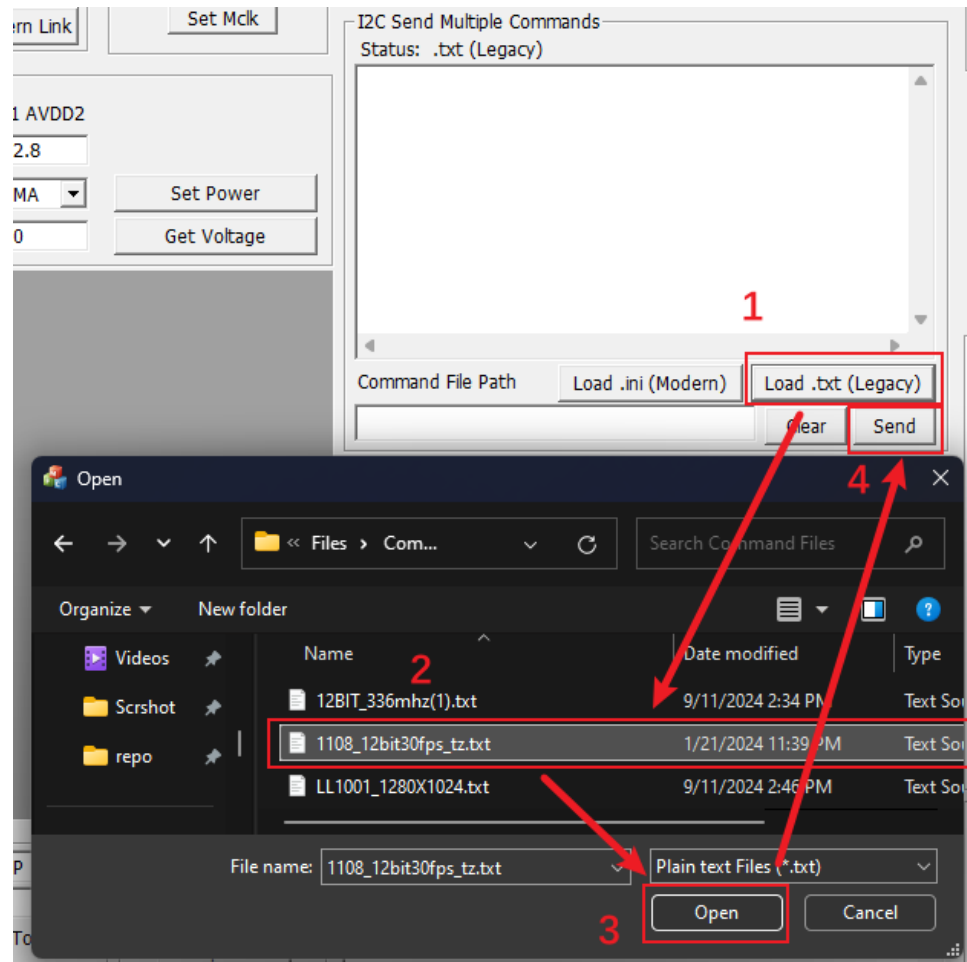 ern Link
Set Mclk
I2C Send Multiple Commands
Status: .txt (Legacy)
1 AVDD2
2.8
MA
Set Power
0
Get Voltage
1
Command File Path
Load .ini (Modern)
Load .txt (Legacy)
Clear
Send
4
Open
« Files > Com...
Search Command Files
Organize
New folder
Videos
Scrshot
repo
Name
Date modified
Type
2
12BIT_336mhz(1).txt
9/11/2024 2:34 PM
Text Sou
1108_12bit30fps_tz.txt
1/21/2024 11:39 PM
Text Sou
LL1001_1280X1024.txt
9/11/2024 2:46 PM
Text Sou
P
File name:
1108_12bit30fps_tz.txt
Plain text Files (*.txt)
3
Open
Cancel
To